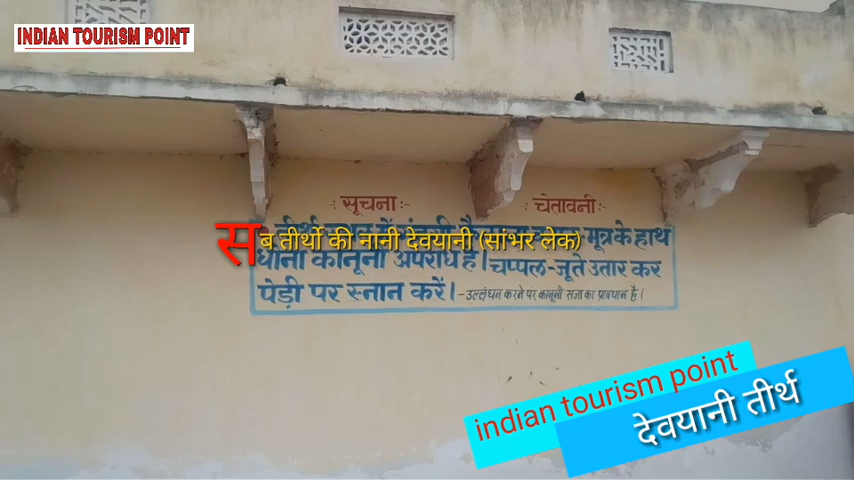 INDIAN TOURISM POINT
सूचना:- :चेतावनी:
सब तीर्थो की नानी देवयानी (सांभर लेक)
मूत्र के हाथ
धोना कानूनी अपराध है। चप्पल-जूते उतार कर
पेड़ी पर स्नान करें। -उल्लंघन करने पर कानूनी सजा का प्रावधान है।
indian tourism point
देवयानी तीर्थ